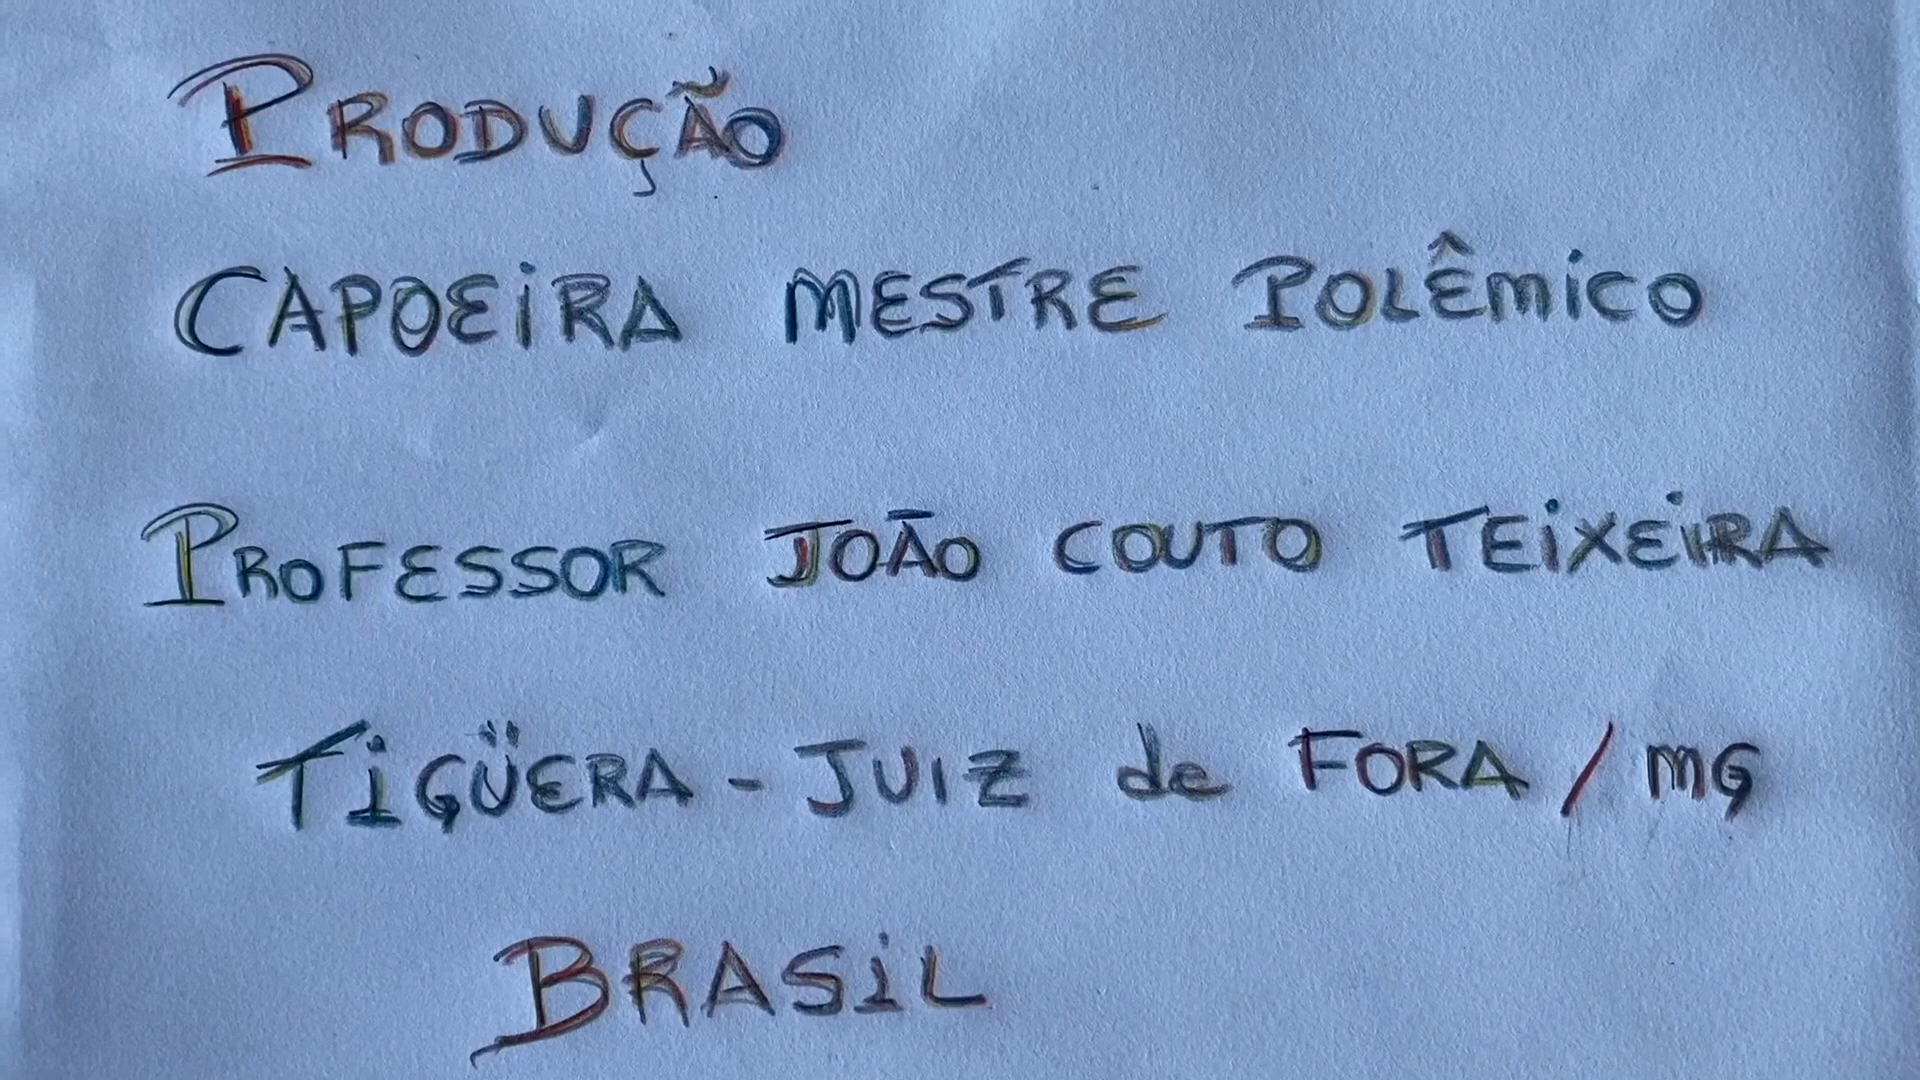 PRODUÇÃO
CAPOEIRA MESTRE POLÊMICO
PROFESSOR JOÃO COUTO TEIXEIRA
TIGÜERA - JUIZ de FORA / MG
BRASIL